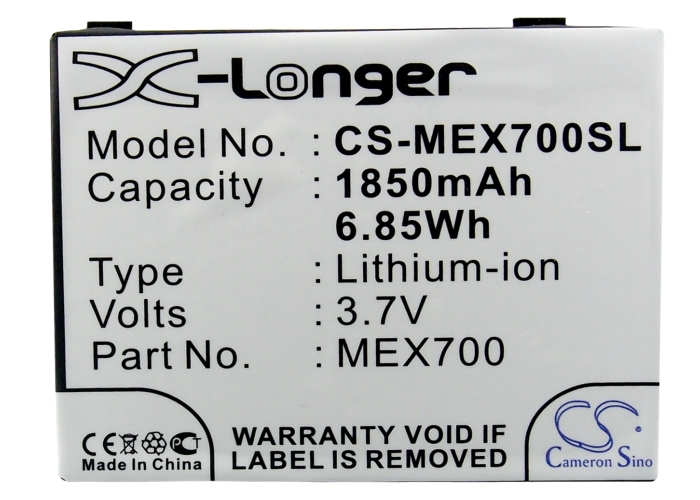 X-Longer
Model No. : CS-MEX700SL
Capacity : 1850mAh
6.85Wh
Type : Lithium-ion
Volts : 3.7V
Part No. : MEX700
CE PCT
Made In China
WARRANTY VOID IF
LABEL IS REMOVED
CS
Cameron Sino